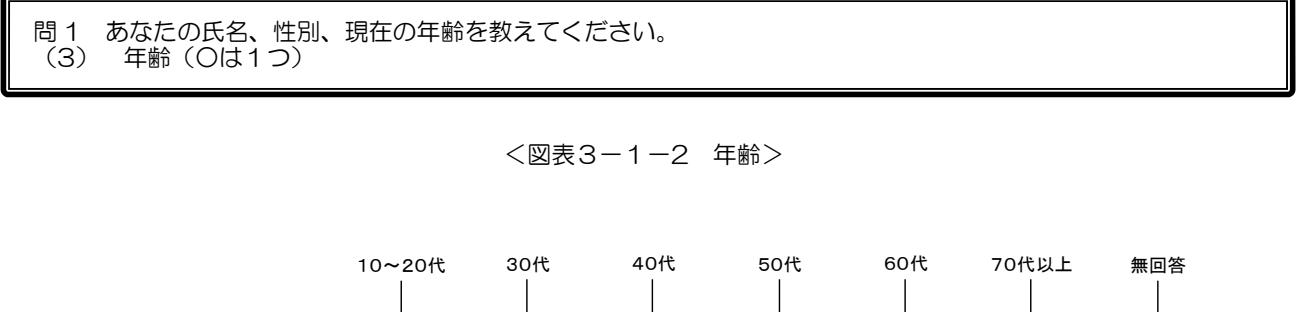 問１　あなたの氏名、性別、現在の年齢を教えてください。
（3）　年齢（○は１つ）
＜図表３－１－２　年齢＞
10～20代　30代　40代　50代　60代　70代以上　無回答